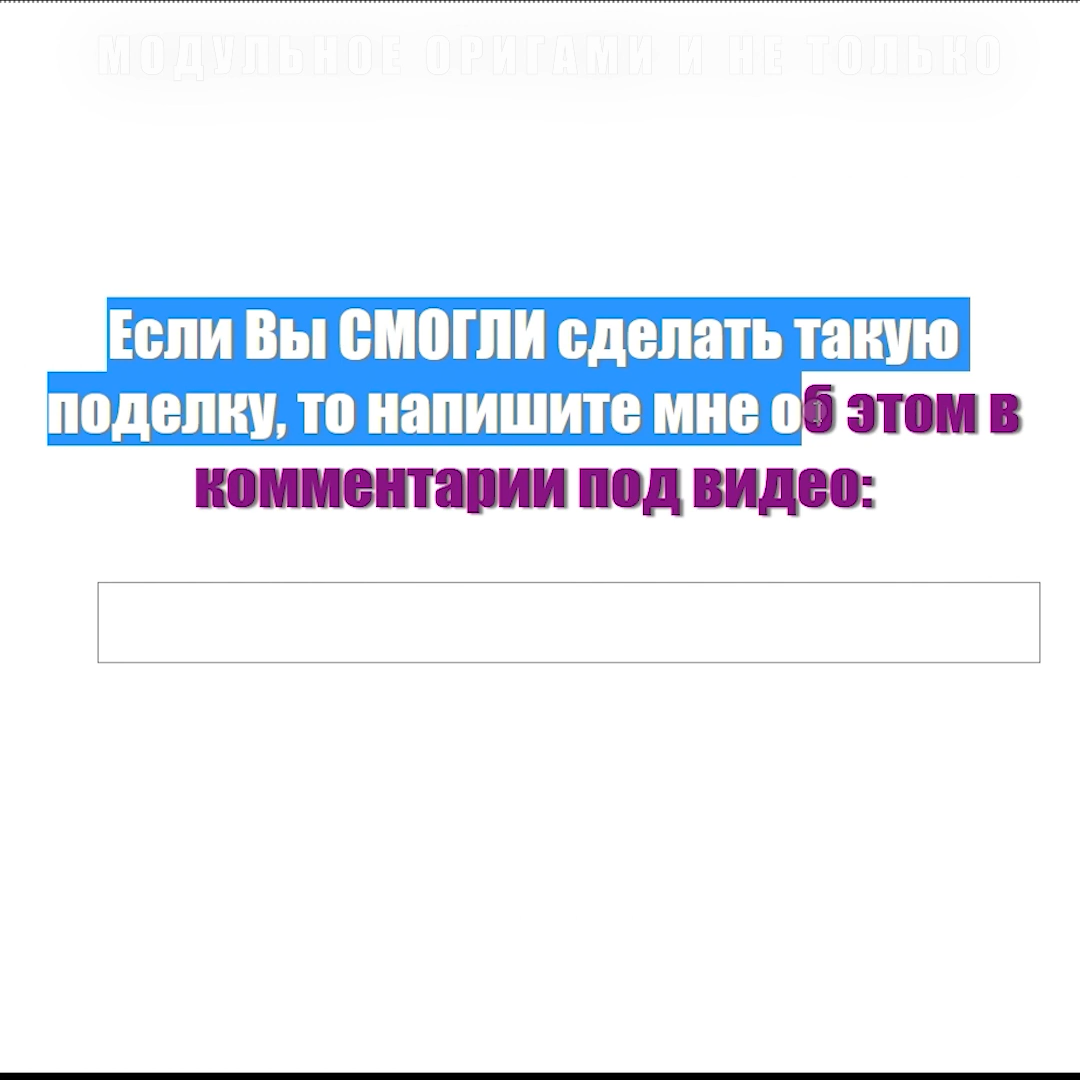 МОДУЛЬНОЕ ОРИГАМИ И НЕ ТОЛЬКО
Если Вы СМОГЛИ сделать такую
поделку, то напишите мне об этом в
комментарии под видео: